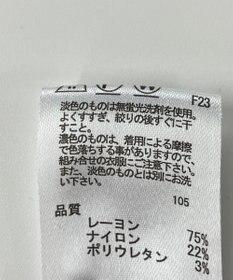 F23
淡色のものは無蛍光洗剤を使用。
よくすすぎ、絞りの後すぐに干
すこと。
濃色のものは、着用による摩擦
で色落ちする事がありますので、
組み合せの衣服にご注意下さい。
また、淡色のものとは別にお洗
い下さい。
105
品質
レーヨン 75%
ナイロン 22%
ポリウレタン 3%